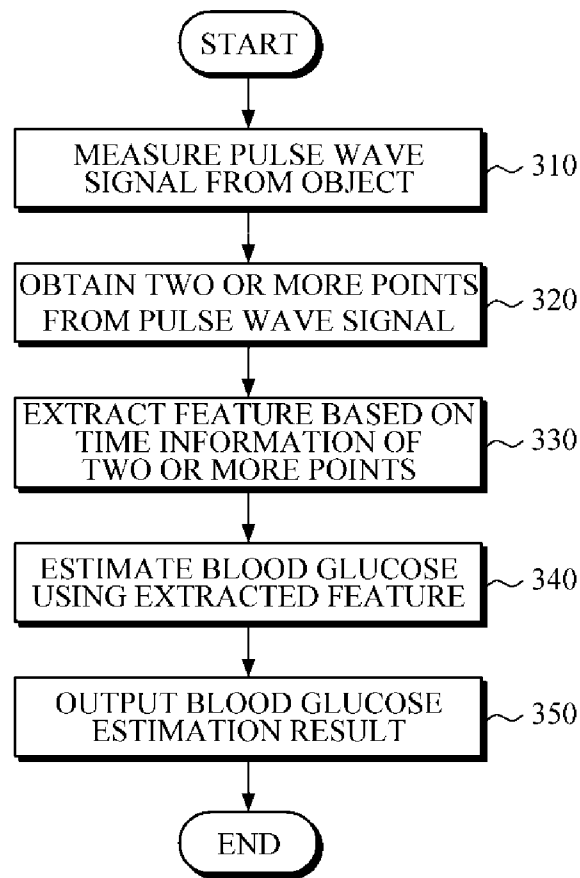 START
MEASURE PULSE WAVE
SIGNAL FROM OBJECT
310
OBTAIN TWO OR MORE POINTS
FROM PULSE WAVE SIGNAL
320
EXTRACT FEATURE BASED ON
TIME INFORMATION OF
TWO OR MORE POINTS
330
ESTIMATE BLOOD GLUCOSE
USING EXTRACTED FEATURE
340
OUTPUT BLOOD GLUCOSE
ESTIMATION RESULT
350
END